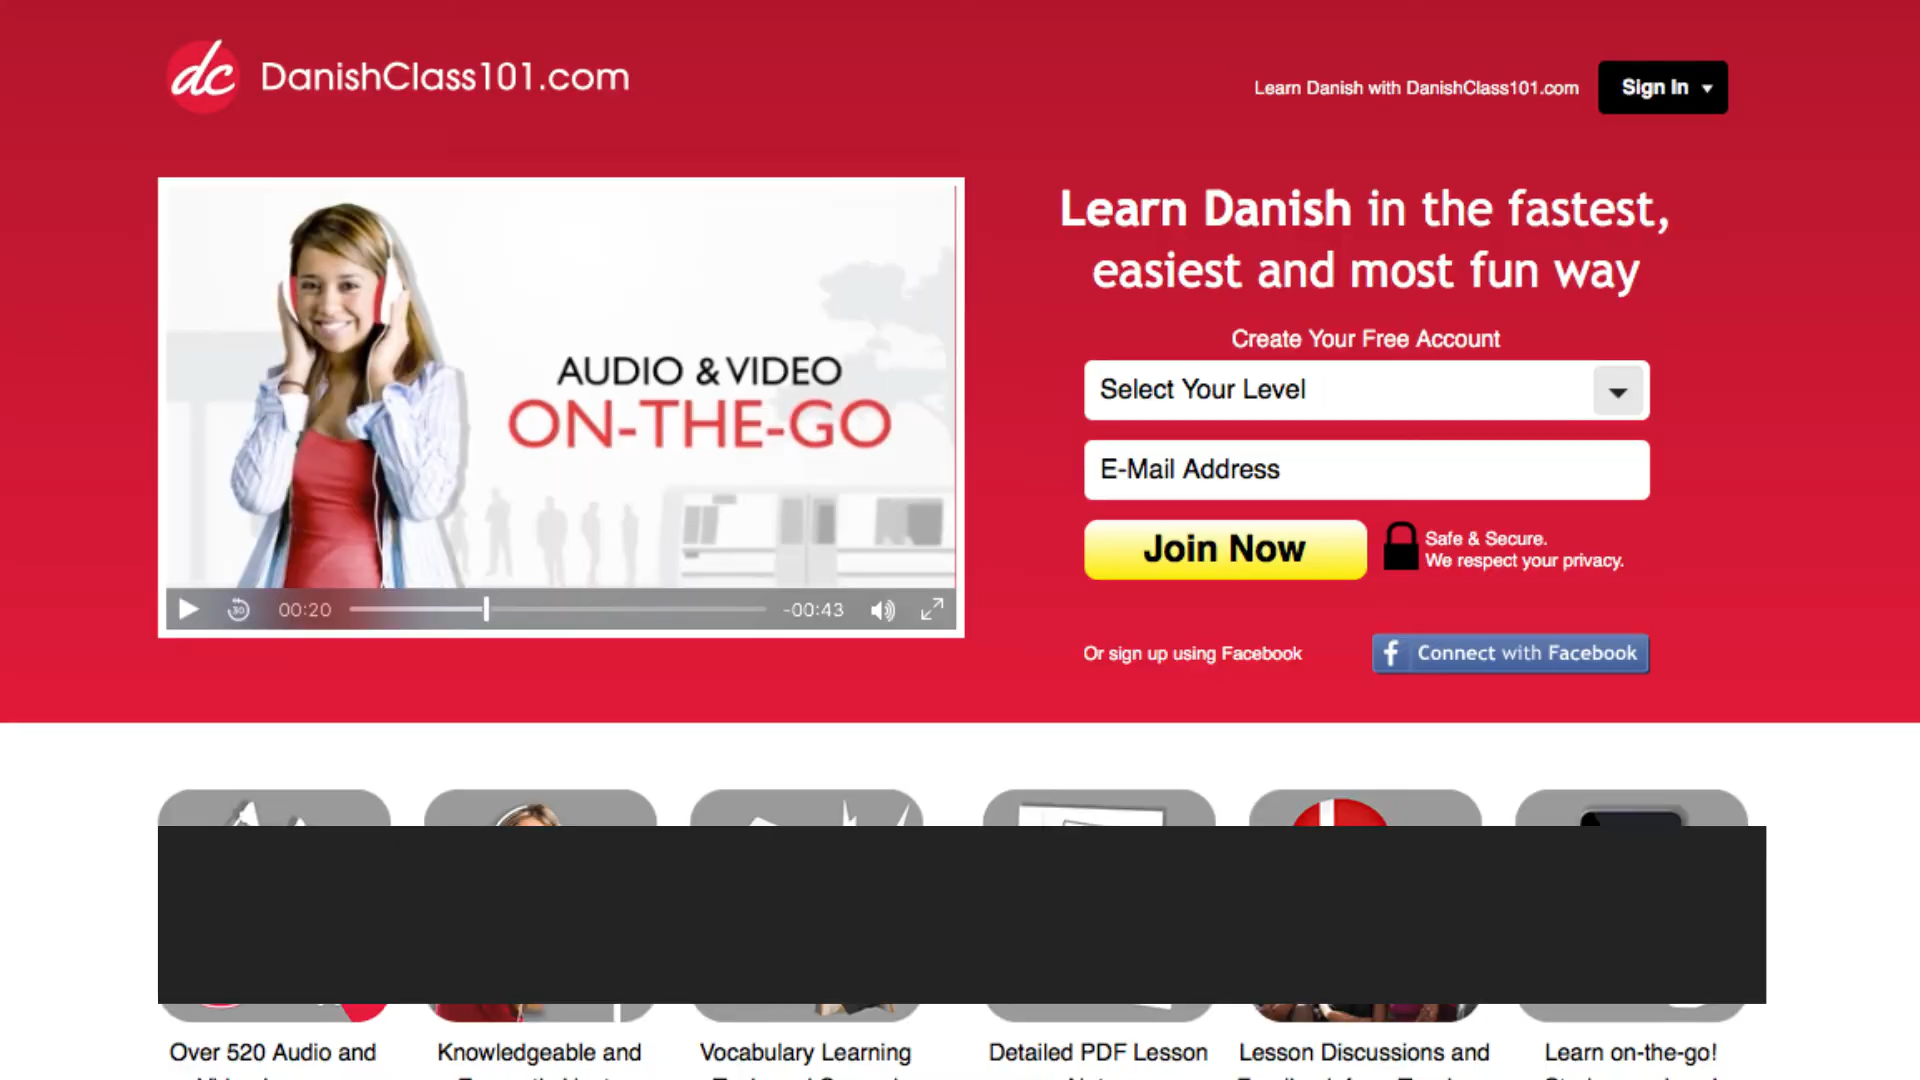 dc DanishClass101.com
Learn Danish with DanishClass101.com
Sign In
Learn Danish in the fastest,
easiest and most fun way
AUDIO & VIDEO
ON-THE-GO
Create Your Free Account
Select Your Level
E-Mail Address
Join Now
Safe & Secure.
We respect your privacy.
30
00:20
-00:43
Or sign up using Facebook
f Connect with Facebook
Over 520 Audio and
Knowledgeable and
Vocabulary Learning
Detailed PDF Lesson
Lesson Discussions and
Learn on-the-go!